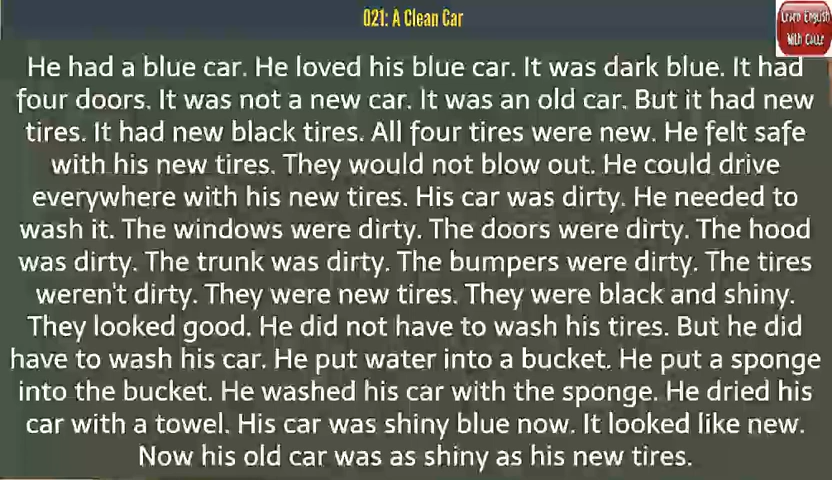 021: A Clean Car
Learn English
With Calle
He had a blue car. He loved his blue car. It was dark blue. It had
four doors. It was not a new car. It was an old car. But it had new
tires. It had new black tires. All four tires were new. He felt safe
with his new tires. They would not blow out. He could drive
everywhere with his new tires. His car was dirty. He needed to
wash it. The windows were dirty. The doors were dirty. The hood
was dirty. The trunk was dirty. The bumpers were dirty. The tires
weren't dirty. They were new tires. They were black and shiny.
They looked good. He did not have to wash his tires. But he did
have to wash his car. He put water into a bucket. He put a sponge
into the bucket. He washed his car with the sponge. He dried his
car with a towel. His car was shiny blue now. It looked like new.
Now his old car was as shiny as his new tires.